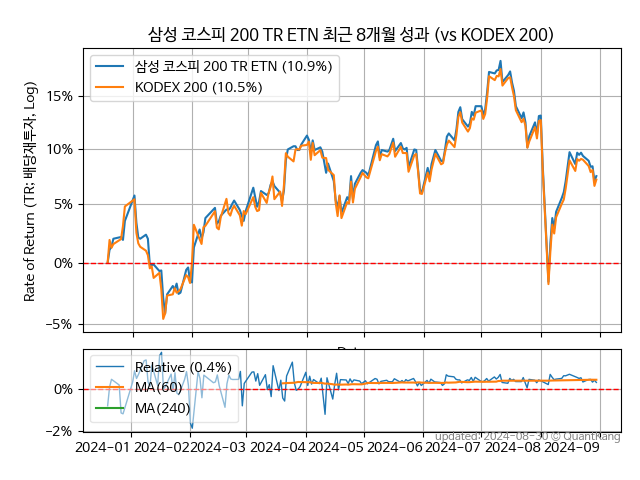 삼성 코스피 200 TR ETN 최근 8개월 성과 (vs KODEX 200)
Rate of Return (TR: 배당재투자, Log)
삼성 코스피 200 TR ETN (10.9%)
KODEX 200 (10.5%)
15%
10%
5%
0%
−5%
Relative (0.4%)
MA(60)
MA(240)
0%
−2%
2024-01 2024-02 2024-03 2024-04 2024-05 2024-06 2024-07 2024-08 2024-09
updated: 2024-08-30 © QuantKang